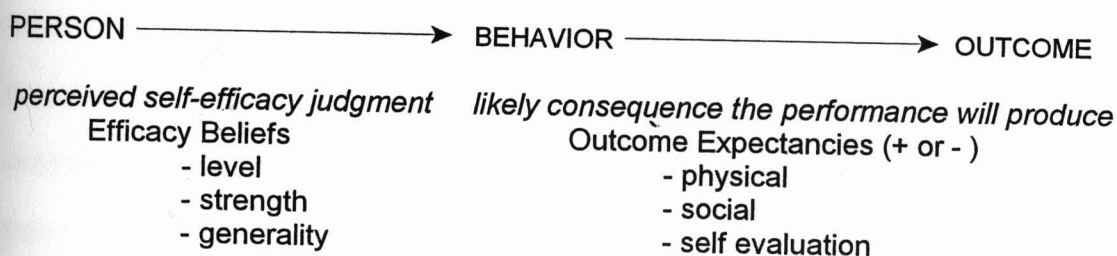 PERSON BEHAVIOR OUTCOME
perceived self-efficacy judgment likely consequence the performance will produce
Efficacy Beliefs Outcome Expectancies (+ or - )
- level - physical
- strength - social
- generality - self evaluation